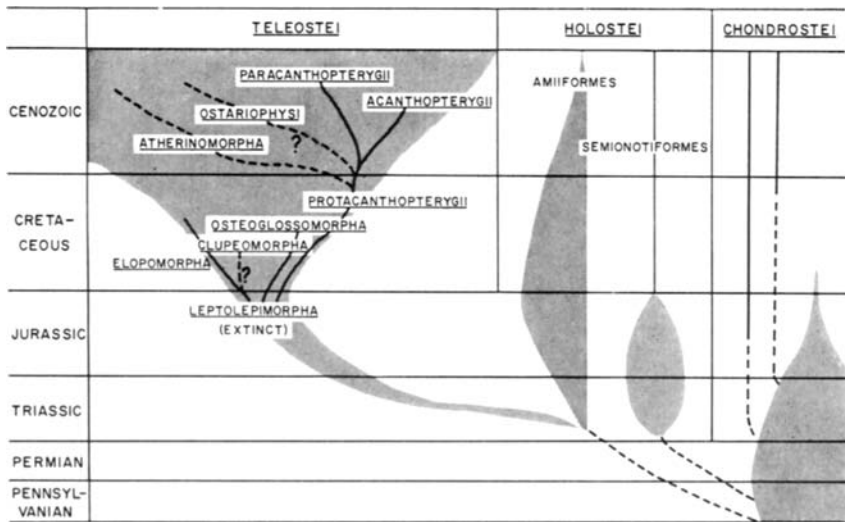 TELEOSTEI
HOLOSTEI
CHONDROSTEI
CENOZOIC
CRETA-
CEOUS
JURASSIC
TRIASSIC
PERMIAN
PENNSYL-
VANIAN
PARACANTHOPTERYGII
ACANTHOPTERYGII
OSTARIOPHYSI
?
ATHERINOMORPHA
PROTACANTHOPTERYGII
OSTEOGLOSSOMORPHA
CLUPEOMORPHA
ELOPOMORPHA
?
LEPTOLEPIMORPHA
(EXTINCT)
AMIIFORMES
SEMIONOTIFORMES